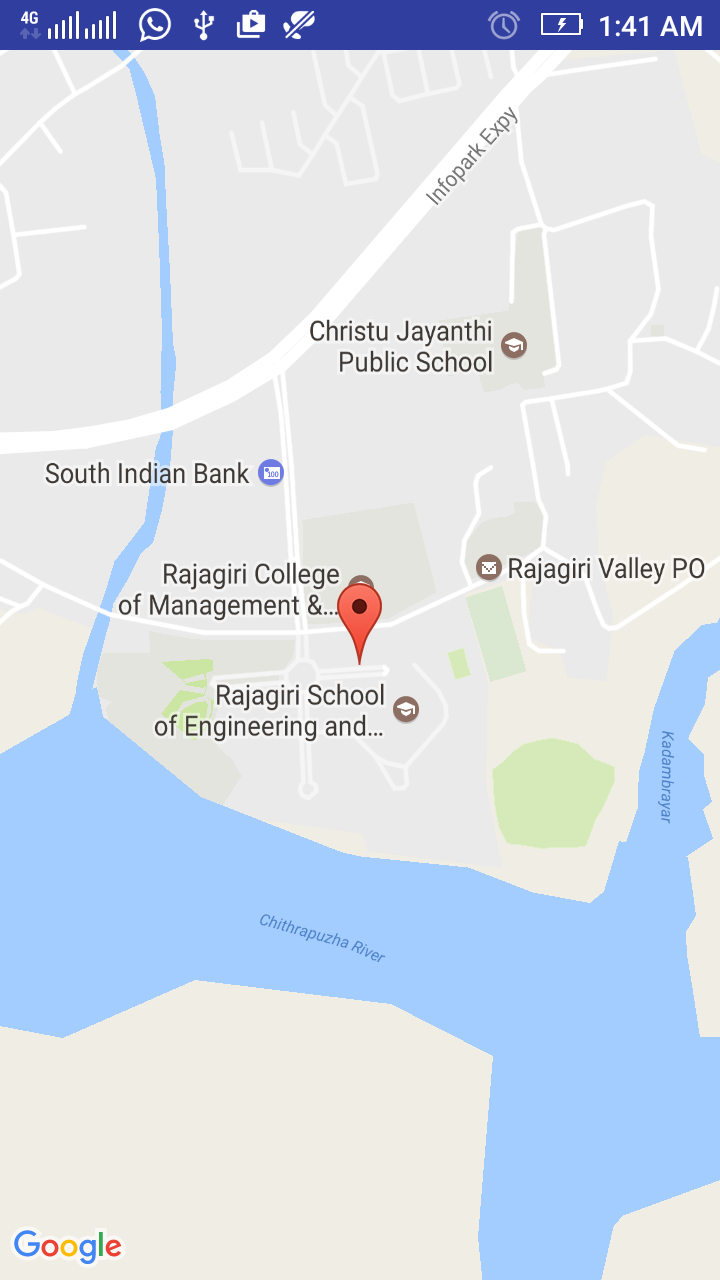 4G
1:41 AM
Infopark Expy
Christu Jayanthi
Public School
South Indian Bank
100
Rajagiri College
of Management &...
Rajagiri Valley PO
Rajagiri School
of Engineering and...
Kadambrayar
Chithrapuzha River
Google